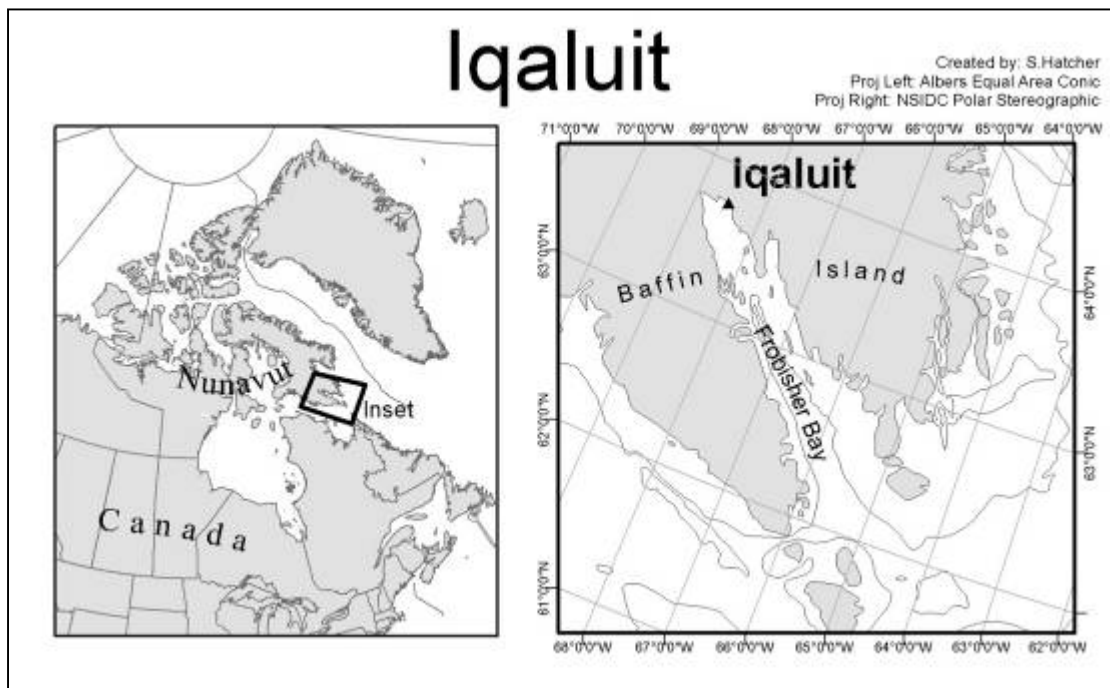 Iqaluit
Created by: S.Hatcher
Proj Left: Albers Equal Area Conic
Proj Right: NSIDC Polar Stereographic
Nunavut
Inset
Canada
71°0'0"W 70°0'0"W 69°0'0"W 68°0'0"W 67°0'0"W 66°0'0"W 65°0'0"W 64°0'0"W
Iqaluit
63°0'0"N
Baffin Island
64°0'0"N
Frobisher Bay
62°0'0"N
63°0'0"N
61°0'0"N
68°0'0"W 67°0'0"W 66°0'0"W 65°0'0"W 64°0'0"W 63°0'0"W 62°0'0"W